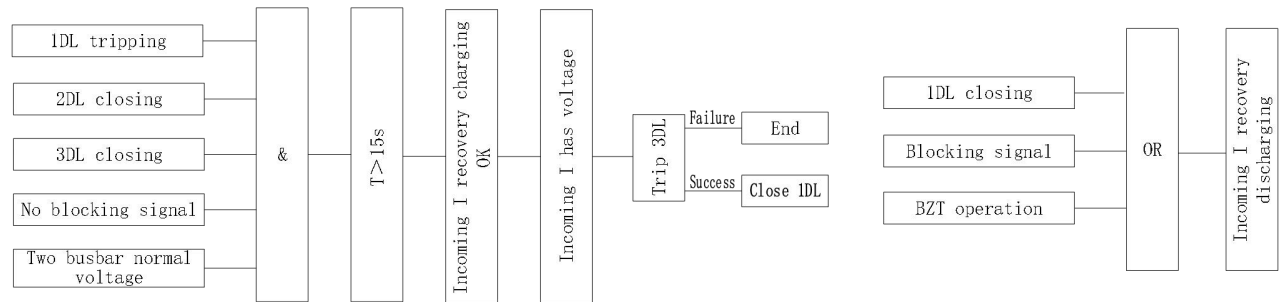 1DL tripping
2DL closing
3DL closing
No blocking signal
Two busbar normal
voltage
&
T>15s
Incoming I recovery charging
OK
Incoming I has voltage
Trip 3DL
Failure
End
Success
Close 1DL
1DL closing
Blocking signal
BZT operation
OR
Incoming I recovery
discharging